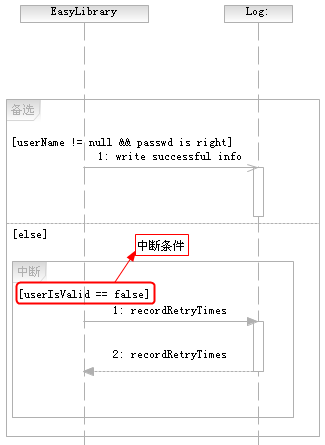 EasyLibrary
Log:
备选
[userName != null && passwd is right]
1: write successful info
[else]
中断条件
中断
[userIsValid == false]
1: recordRetryTimes
2: recordRetryTimes